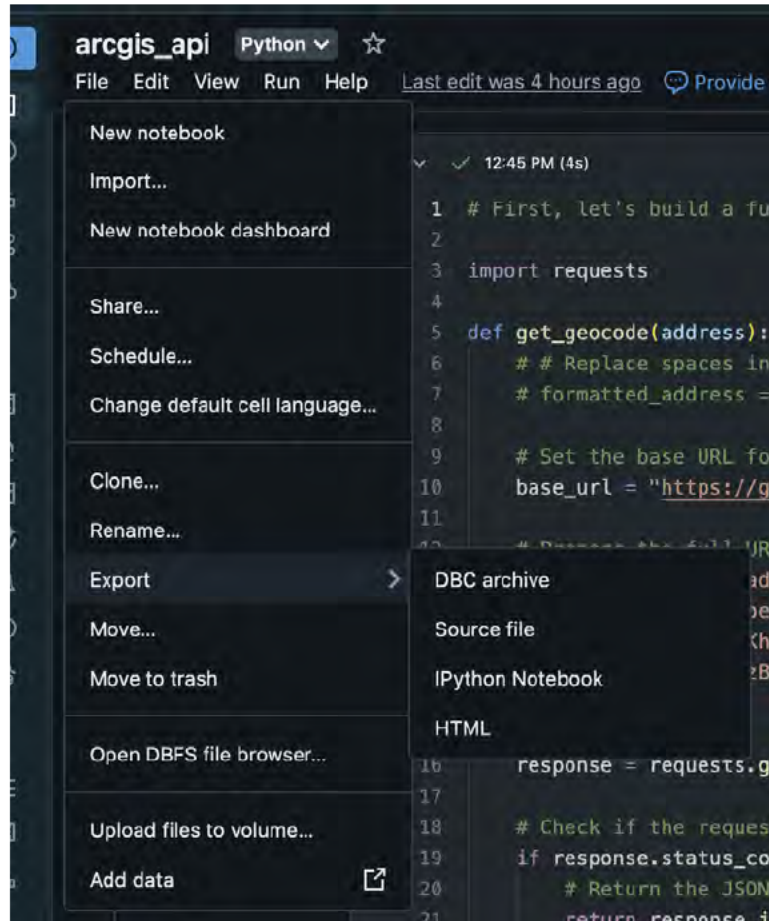 arcgis_api Python
File Edit View Run Help Last edit was 4 hours ago Provide
New notebook
Import...
New notebook dashboard
Share...
Schedule...
Change default cell language...
Clone...
Rename...
Export
Move...
Move to trash
Open DBFS file browser...
Upload files to volume...
Add data
DBC archive
Source file
IPython Notebook
HTML
12:45 PM (4s)
1 # First, let's build a fu
2
3 import requests
4
5 def get_geocode(address):
6 # # Replace spaces in
7 # formatted_address =
8
9 # Set the base URL fo
10 base_url = "https://g
11
16 response = requests.g
17
18 # Check if the reques
19 if response.status_co
20 # Return the JSON
21 return response.i